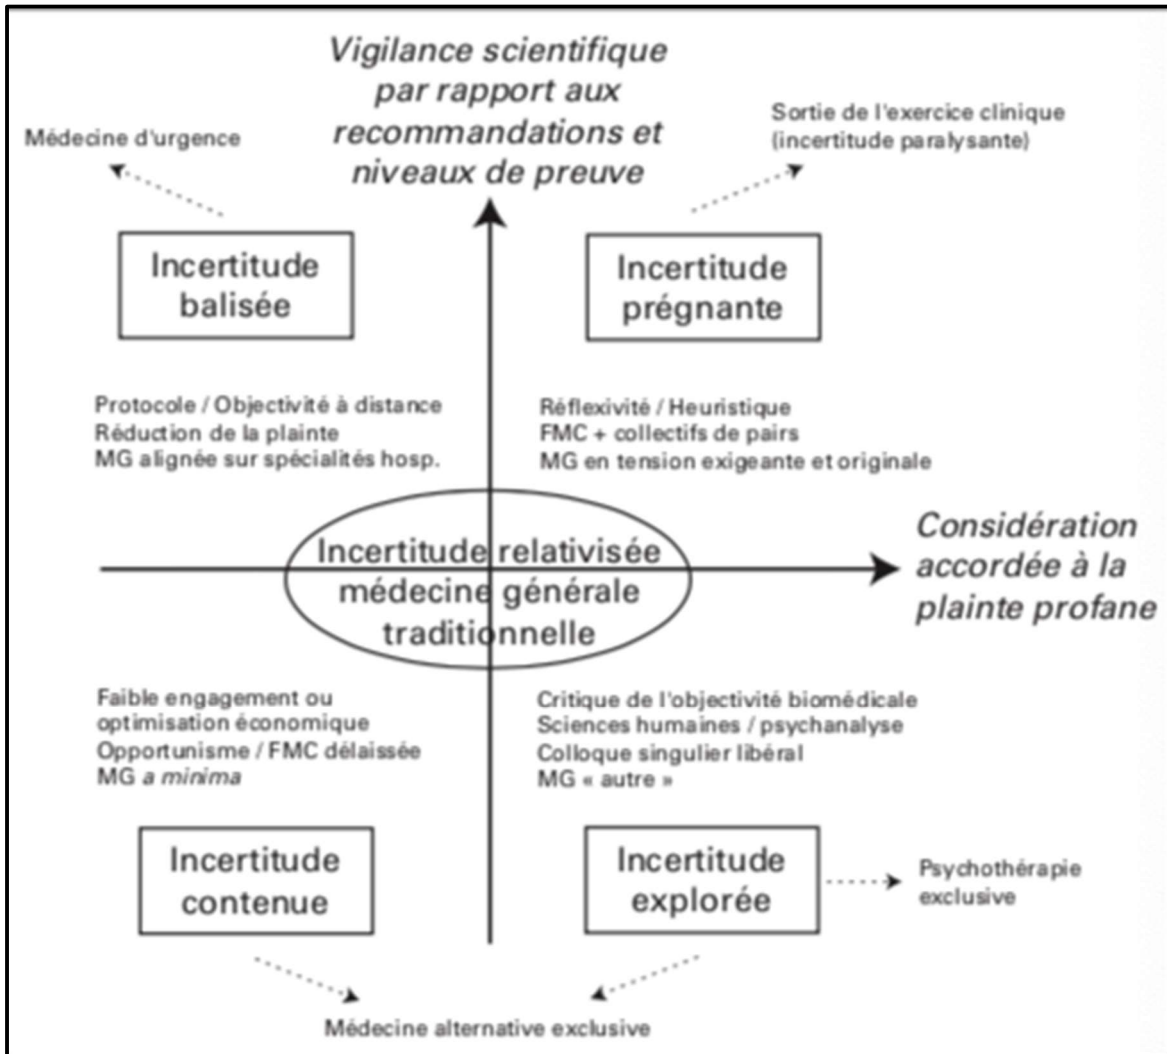 Vigilance scientifique
par rapport aux
recommandations et
niveaux de preuve
Médecine d'urgence
Sortie de l'exercice clinique
(incertitude paralysante)
Incertitude
balisée
Incertitude
prégnante
Protocole / Objectivité à distance
Réduction de la plainte
MG alignée sur spécialités hosp.
Réflexivité / Heuristique
FMC + collectifs de pairs
MG en tension exigeante et originale
Considération
accordée à la
plainte profane
Incertitude relativisée
médecine générale
traditionnelle
Faible engagement ou
optimisation économique
Opportunisme / FMC délaissée
MG a minima
Critique de l'objectivité biomédicale
Sciences humaines / psychanalyse
Colloque singulier libéral
MG « autre »
Incertitude
contenue
Incertitude
explorée
Psychothérapie
exclusive
Médecine alternative exclusive